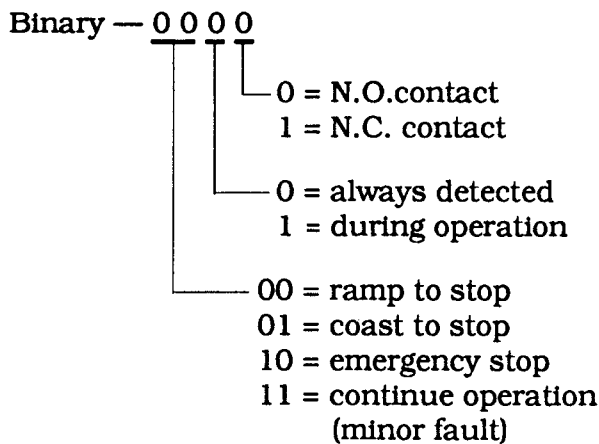 Binary — 0 0 0 0
0 = N.O.contact
1 = N.C. contact
0 = always detected
1 = during operation
00 = ramp to stop
01 = coast to stop
10 = emergency stop
11 = continue operation
(minor fault)